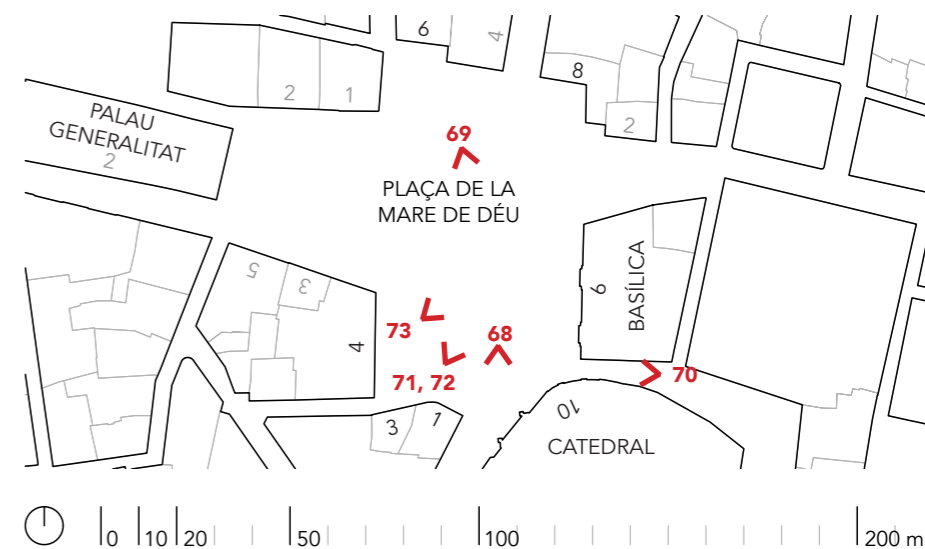 6
4
2
1
8
2
PALAU
GENERALITAT
2
69
PLAÇA DE LA
MARE DE DÉU
5
3
6
BASÍLICA
73
68
4
71, 72
70
3
1
10
CATEDRAL
0 10 20 50 100 200 m